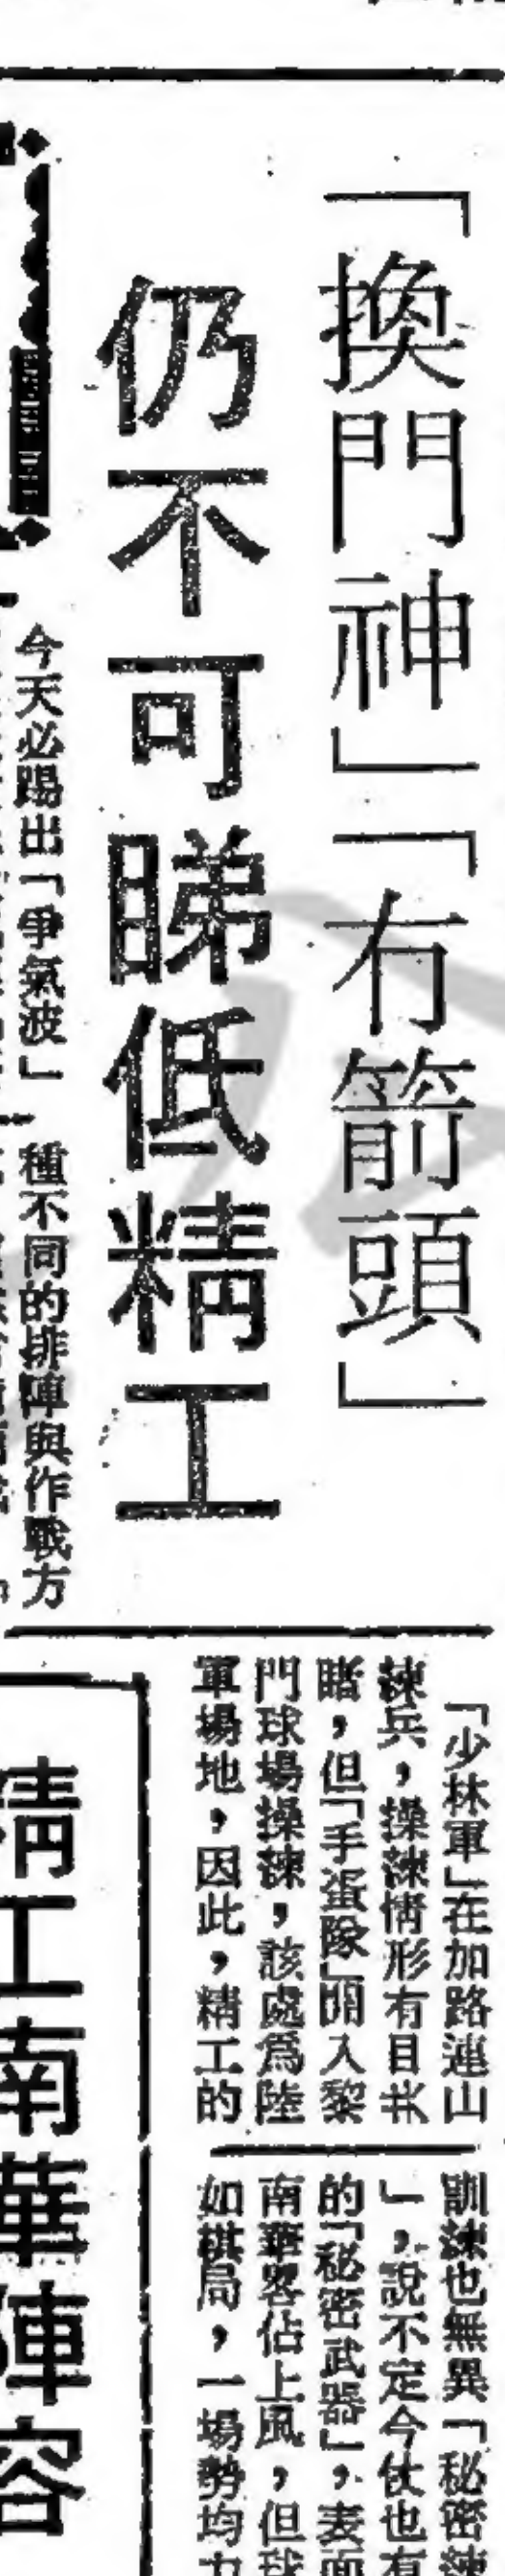 「換門神」「冇箭頭」
仍不可睇低精工
「少林軍」在加路連山
練兵，操練情形有目共
睹，但「手蛋隊」開入黎
門球場操練，該處爲陸
軍場地，因此，精工的
訓練也無異「秘密練
」，說不定今仗也有
的「秘密武器」，表面
南華畧佔上風，但球
如棋局，一場勢均力
今天必踢出「爭氣波」
種不同的排陣與作戰方
精工南華陣容